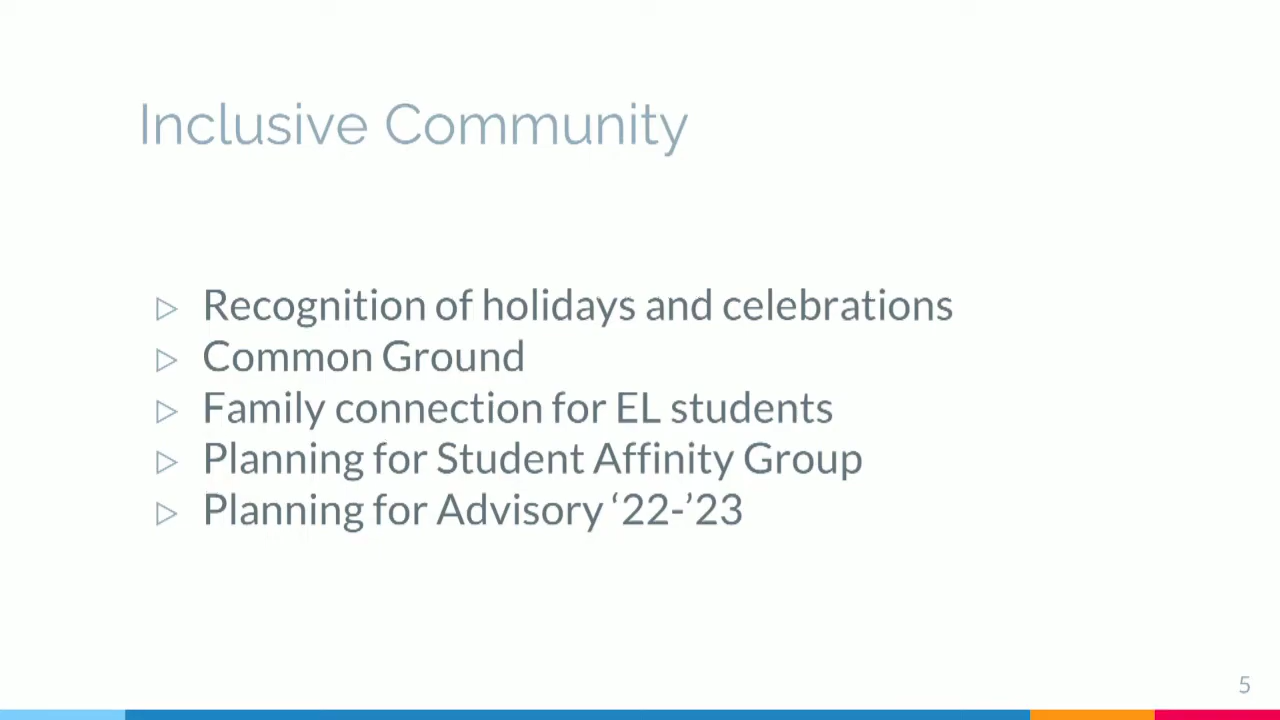 Inclusive Community
▷ Recognition of holidays and celebrations
▷ Common Ground
▷ Family connection for EL students
▷ Planning for Student Affinity Group
▷ Planning for Advisory ‘22-’23
5